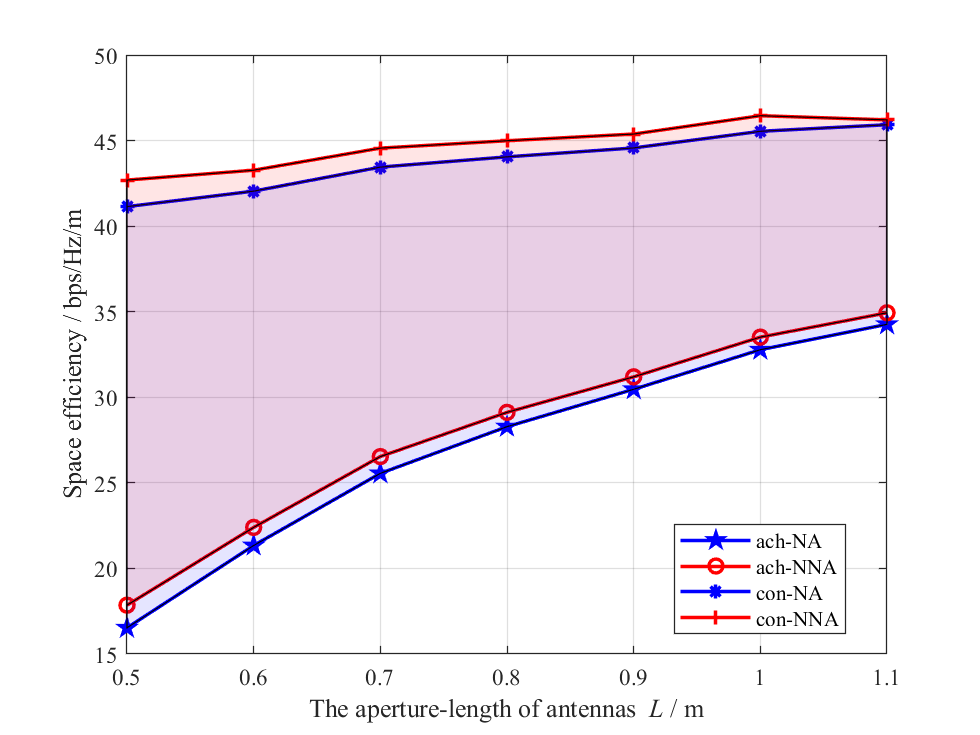 50
45
40
35
30
25
20
15
Space efficiency / bps/Hz/m
0.5 0.6 0.7 0.8 0.9 1 1.1
The aperture-length of antennas L / m
ach-NA
ach-NNA
con-NA
con-NNA